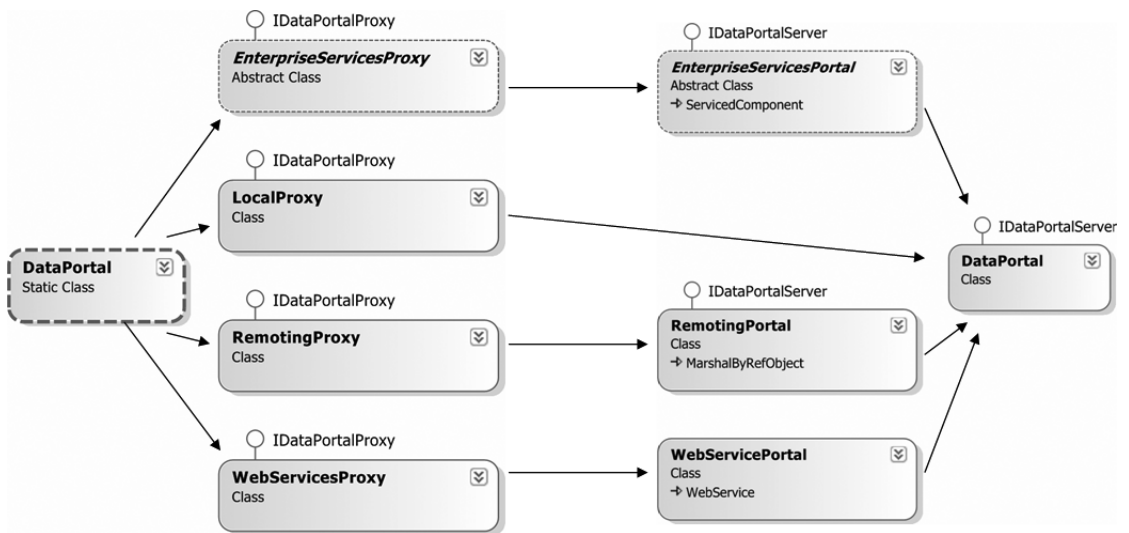 IDataPortalProxy
EnterpriseServicesProxy
Abstract Class
IDataPortalServer
EnterpriseServicesPortal
Abstract Class
ServicedComponent
IDataPortalProxy
LocalProxy
Class
DataPortal
Static Class
IDataPortalServer
DataPortal
Class
IDataPortalProxy
RemotingProxy
Class
IDataPortalServer
RemotingPortal
Class
MarshalByRefObject
IDataPortalProxy
WebServicesProxy
Class
WebServicePortal
Class
WebService